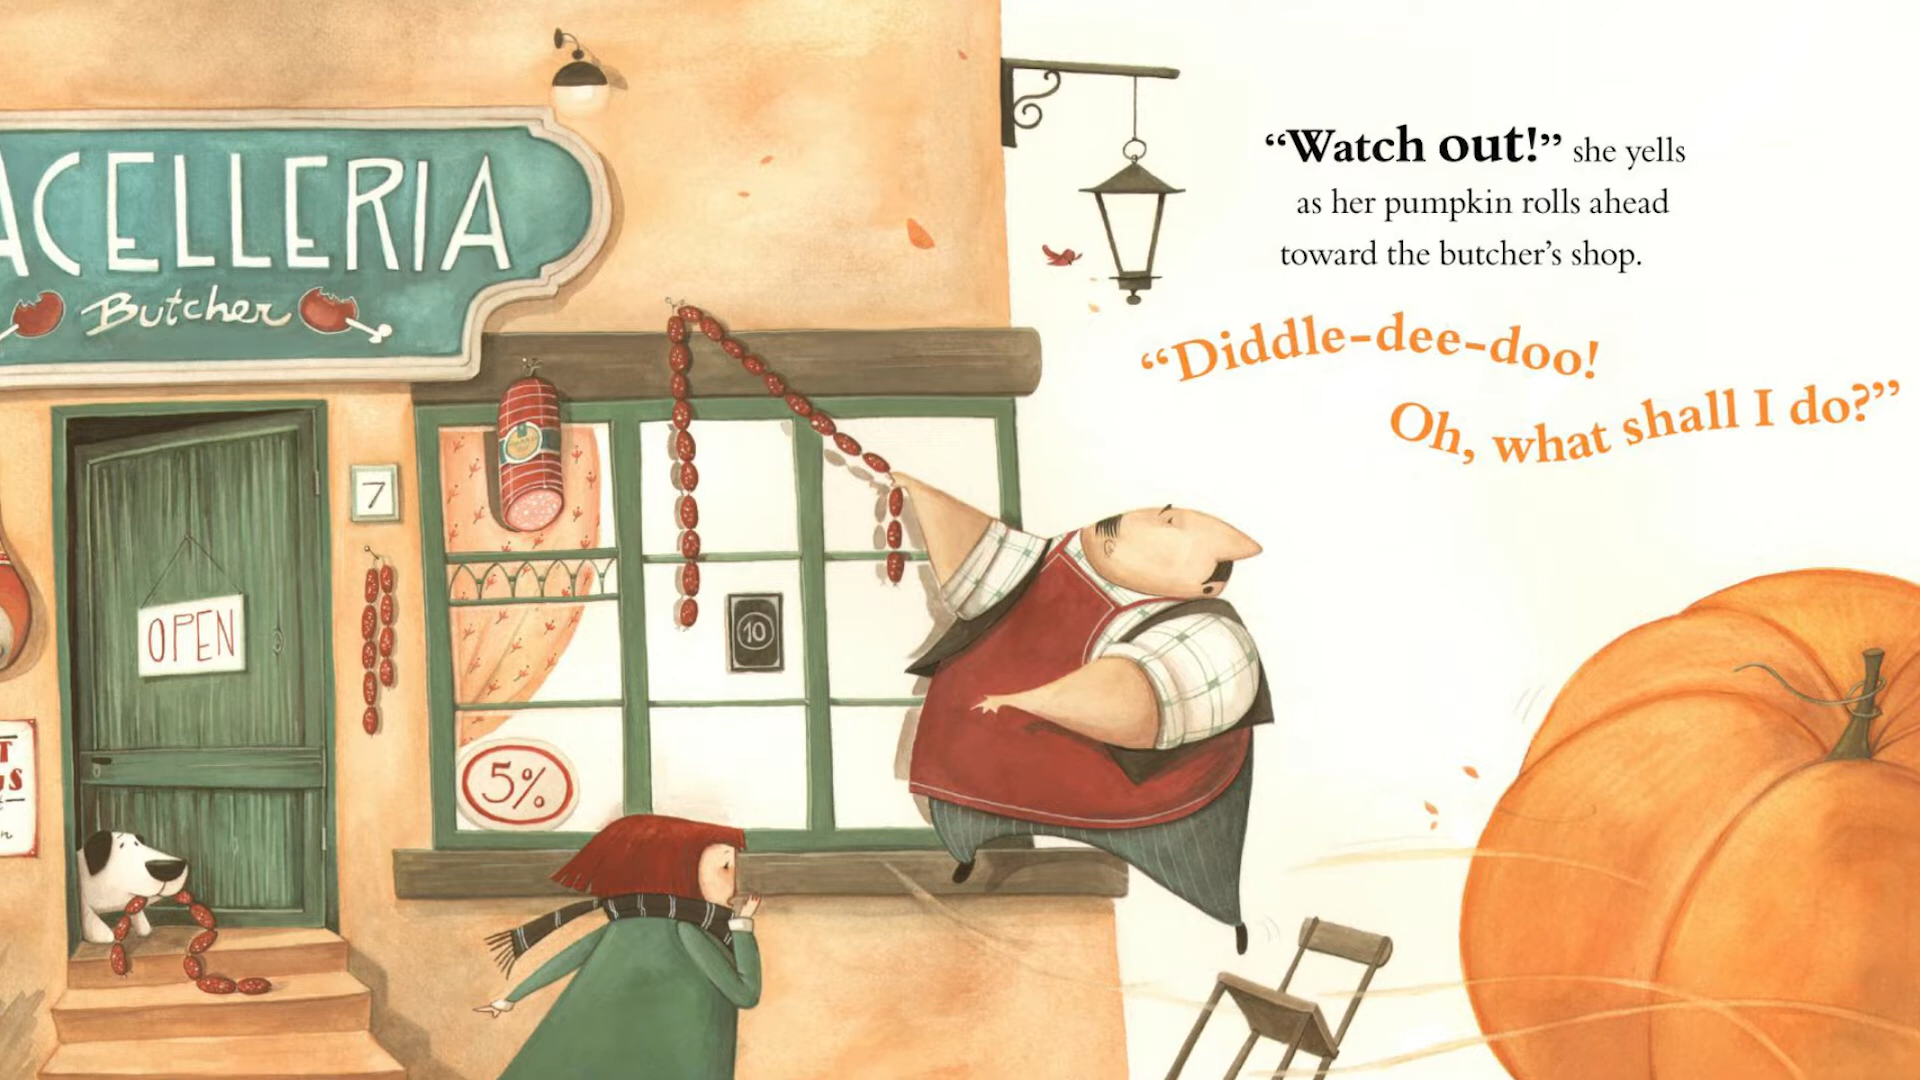 ACELLERIA
Butcher
7
OPEN
10
5%
“Watch out!” she yells
as her pumpkin rolls ahead
toward the butcher’s shop.
“Diddle-dee-doo!
Oh, what shall I do?”